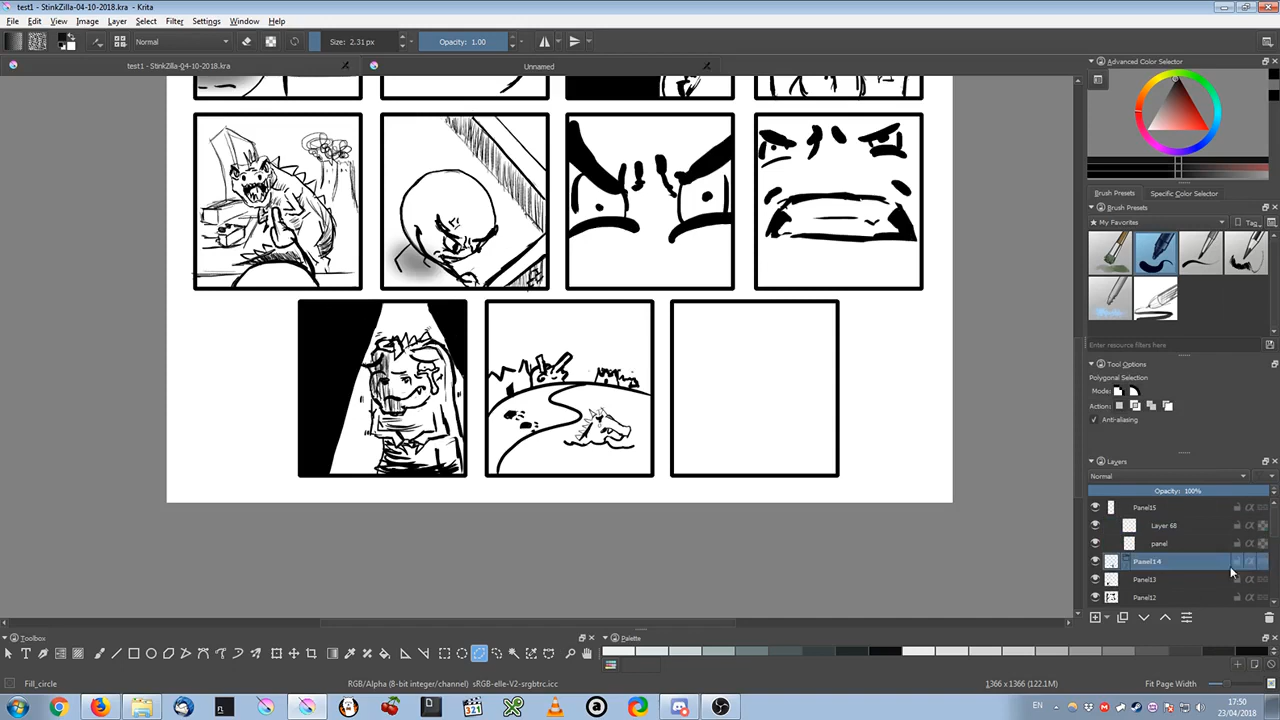 test1 - StinkZilla-04-10-2018.kra - Krita
File Edit View Image Layer Select Filter Settings Window Help
Normal Size: 2.31 px Opacity: 1.00
test1 - StinkZilla-04-10-2018.kra Unnamed
Advanced Color Selector
Brush Presets Specific Color Selector
Brush Presets
My Favorites Tag
Enter resource filters here
Tool Options
Polygonal Selection
Mode:
Action:
Anti-aliasing
Layers
Normal
Opacity: 100%
Panel15
Layer 68
panel
Panel14
Panel13
Panel12
Toolbox Palette
Fill_circle RGB/Alpha (8-bit integer/channel) sRGB-elle-V2-srgbtrc.icc 1366 x 1366 (122.1M) Fit Page Width
321
EN 17:50
23/04/2018